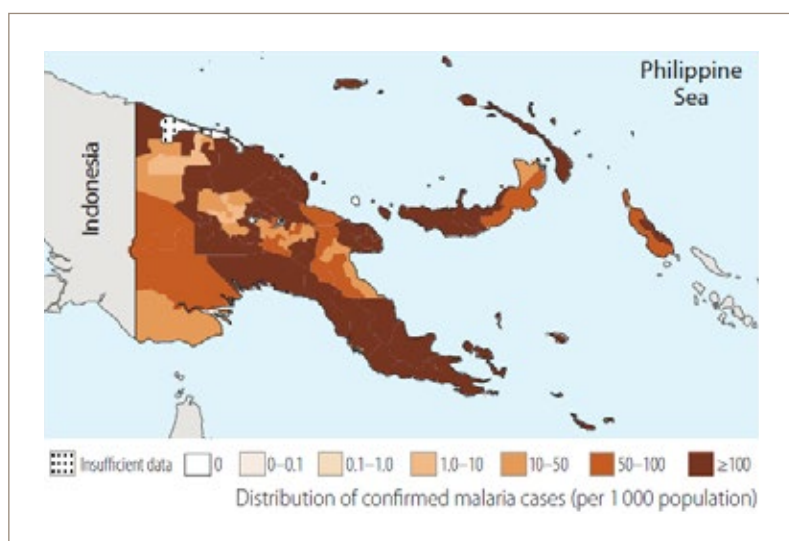 Philippine
Sea
Indonesia
Insufficient data 0 0–0.1 0.1–1.0 1.0–10 10–50 50–100 ≥100
Distribution of confirmed malaria cases (per 1 000 population)